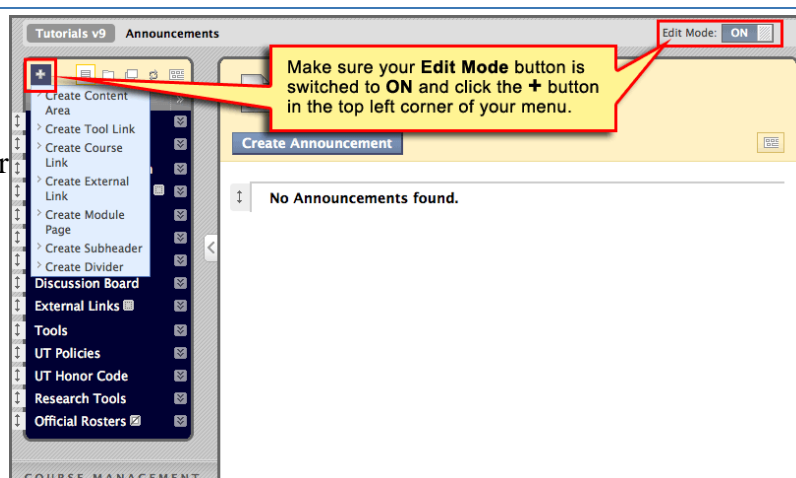 Tutorials v9 Announcements
Edit Mode: ON
Make sure your Edit Mode button is
switched to ON and click the + button
in the top left corner of your menu.
+
> Create Content
Area
> Create Tool Link
> Create Course
Link
> Create External
Link
> Create Module
Page
> Create Subheader
> Create Divider
r
Create Announcement
No Announcements found.
Discussion Board
External Links
Tools
UT Policies
UT Honor Code
Research Tools
Official Rosters
COURSE MANAGEMENT